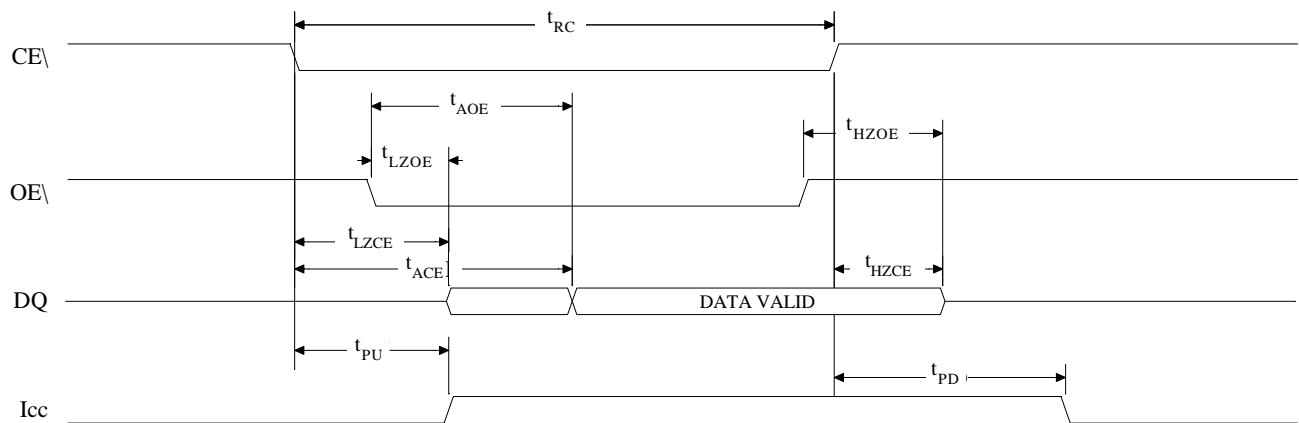 tRC
CE\
tAOE
tHZOE
tLZOE
OE\
tLZCE
tACE
tHZCE
DQ
DATA VALID
tPU
tPD
Icc